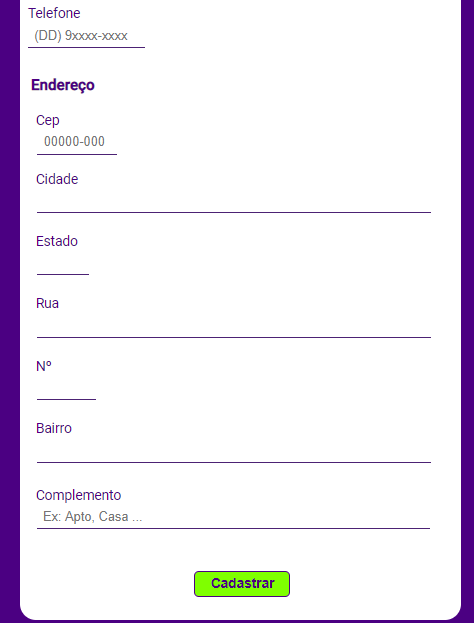 Telefone
(DD) 9xxxx-xxxx
Endereço
Cep
00000-000
Cidade
Estado
Rua
Nº
Bairro
Complemento
Ex: Apto, Casa ...
Cadastrar